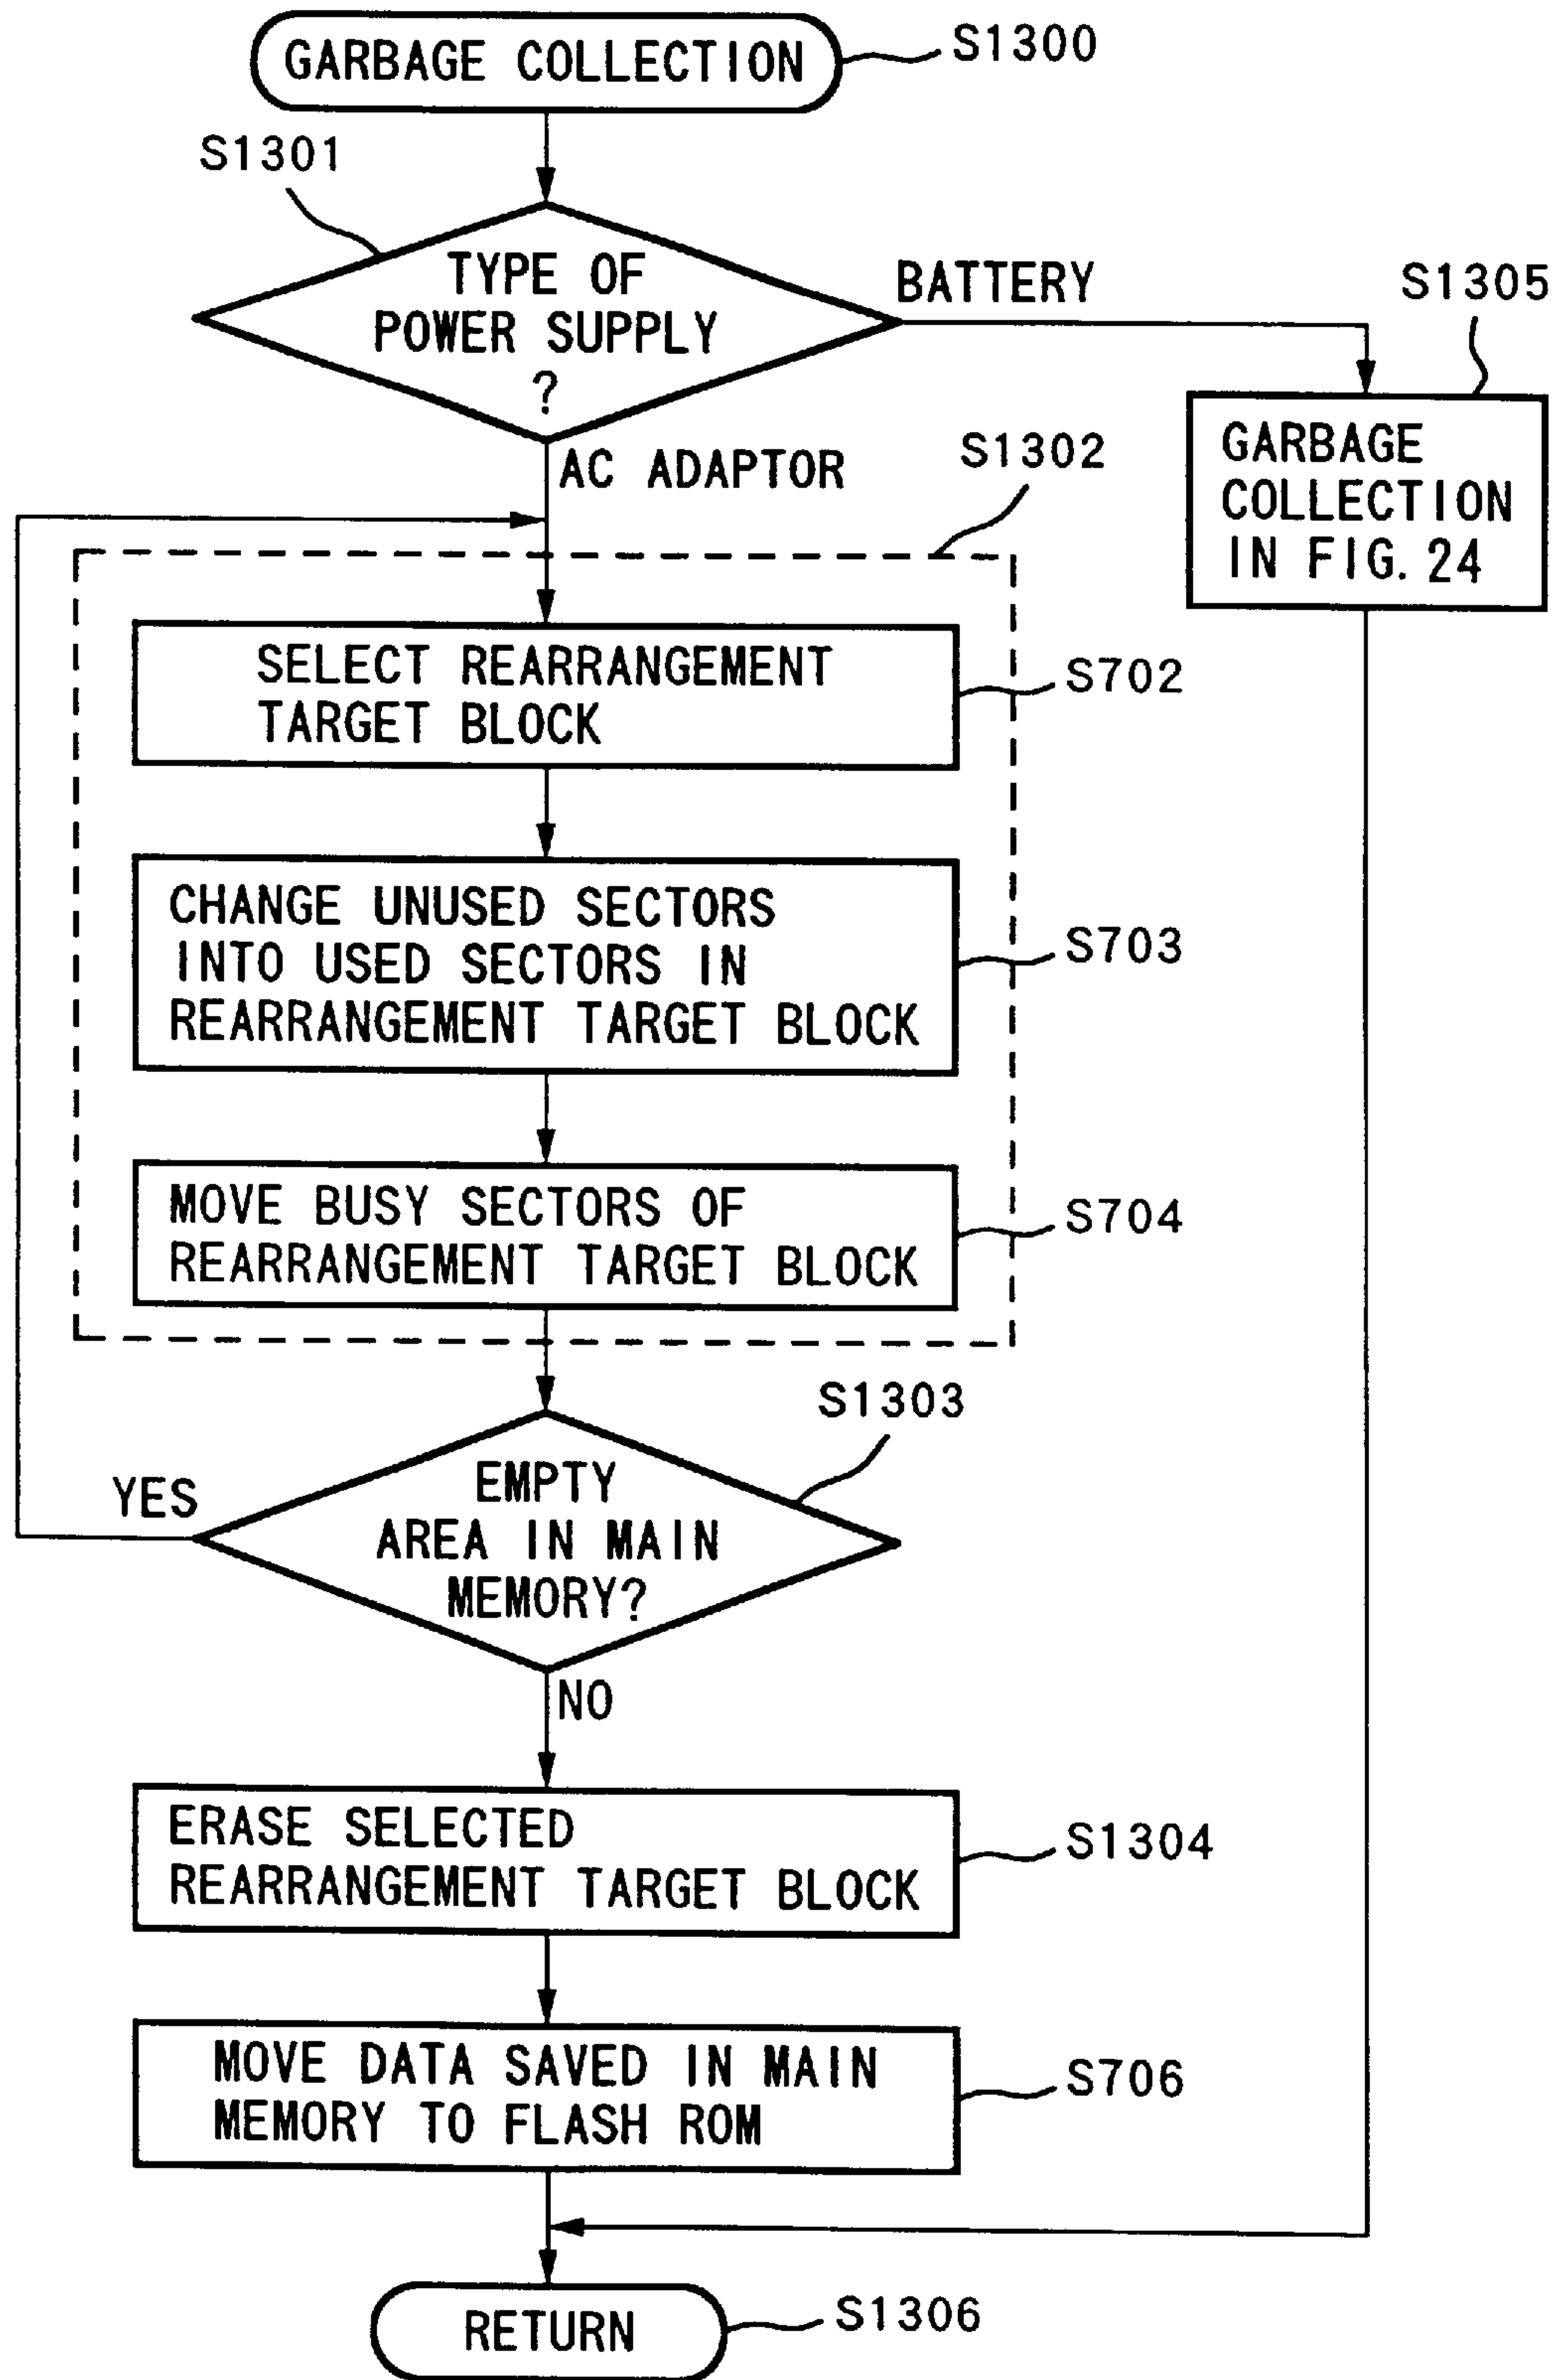 GARBAGE COLLECTION
S1300
S1301
TYPE OF
POWER SUPPLY
?
BATTERY
S1305
GARBAGE
COLLECTION
IN FIG. 24
AC ADAPTOR
S1302
SELECT REARRANGEMENT
TARGET BLOCK
S702
CHANGE UNUSED SECTORS
INTO USED SECTORS IN
REARRANGEMENT TARGET BLOCK
S703
MOVE BUSY SECTORS OF
REARRANGEMENT TARGET BLOCK
S704
S1303
EMPTY
AREA IN MAIN
MEMORY?
YES
NO
ERASE SELECTED
REARRANGEMENT TARGET BLOCK
S1304
MOVE DATA SAVED IN MAIN
MEMORY TO FLASH ROM
S706
RETURN
S1306